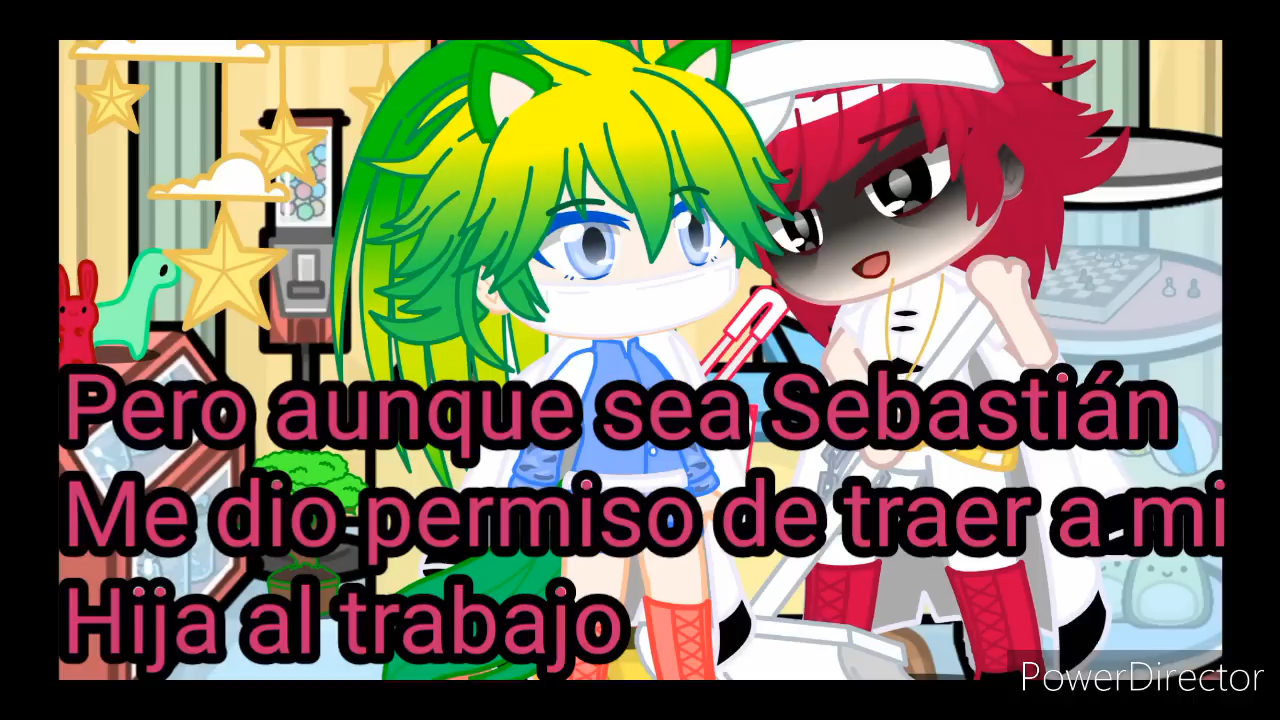 Pero aunque sea Sebastián
Me dio permiso de traer a mi
Hija al trabajo
PowerDirector